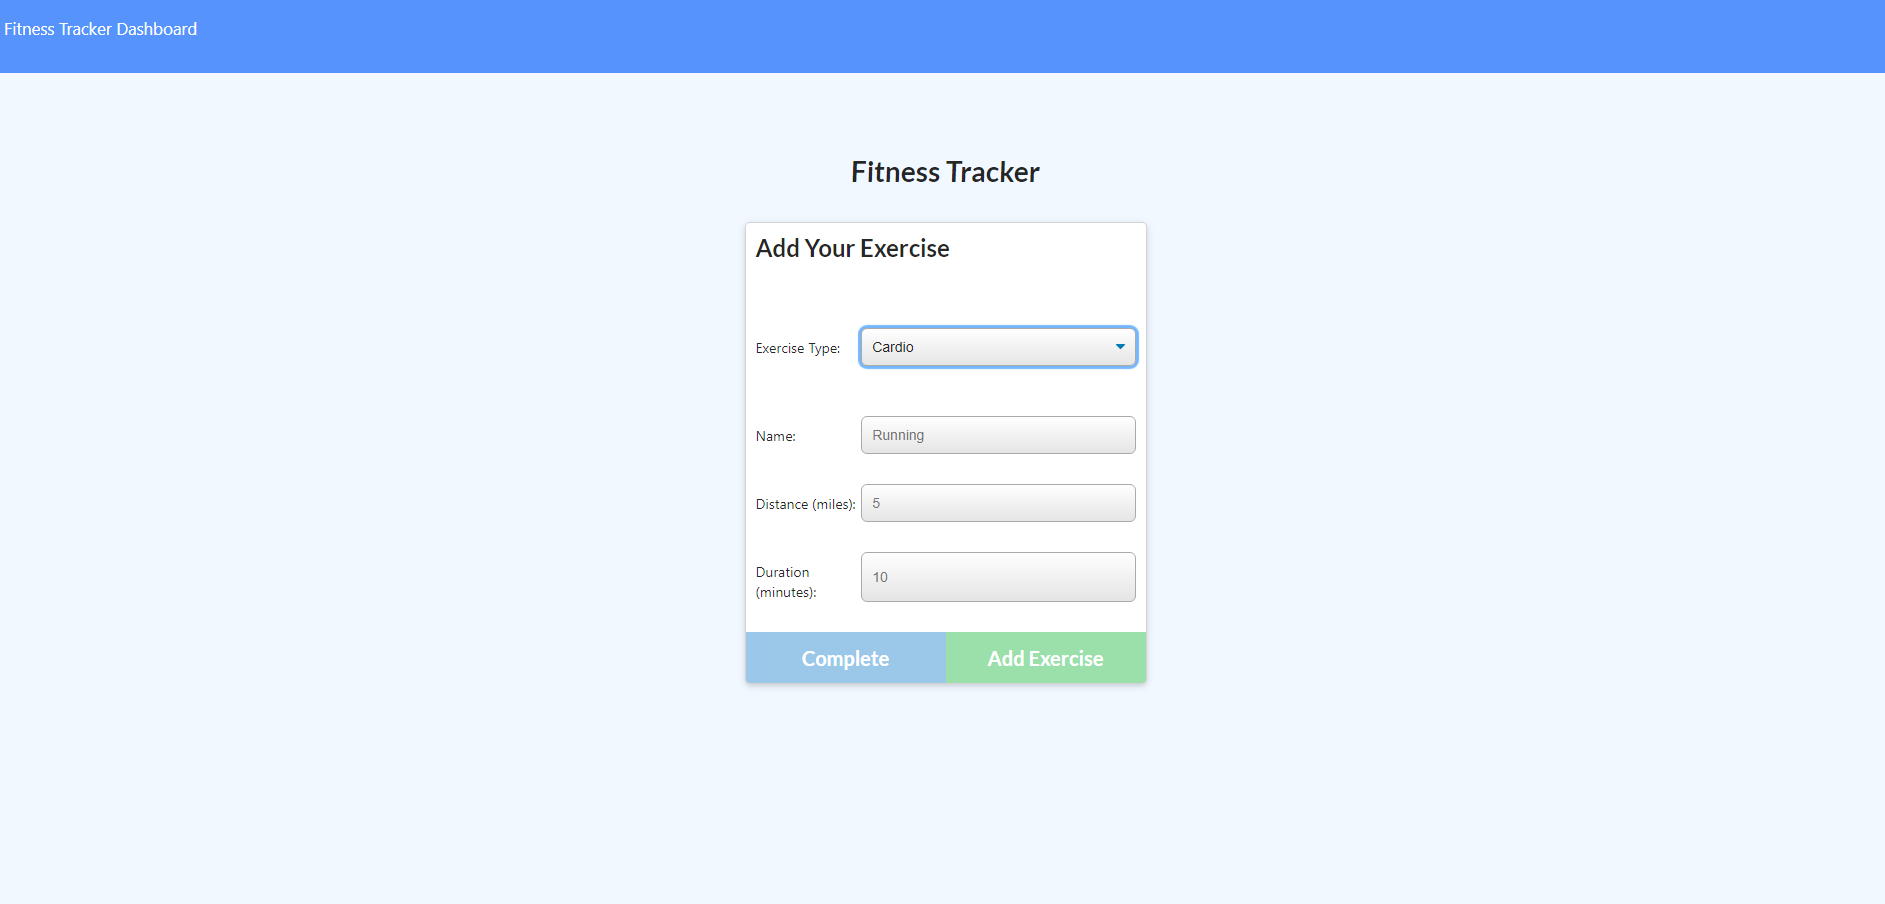 Fitness Tracker Dashboard
Fitness Tracker
Add Your Exercise
Exercise Type: Cardio
Name: Running
Distance (miles): 5
Duration
(minutes): 10
Complete Add Exercise